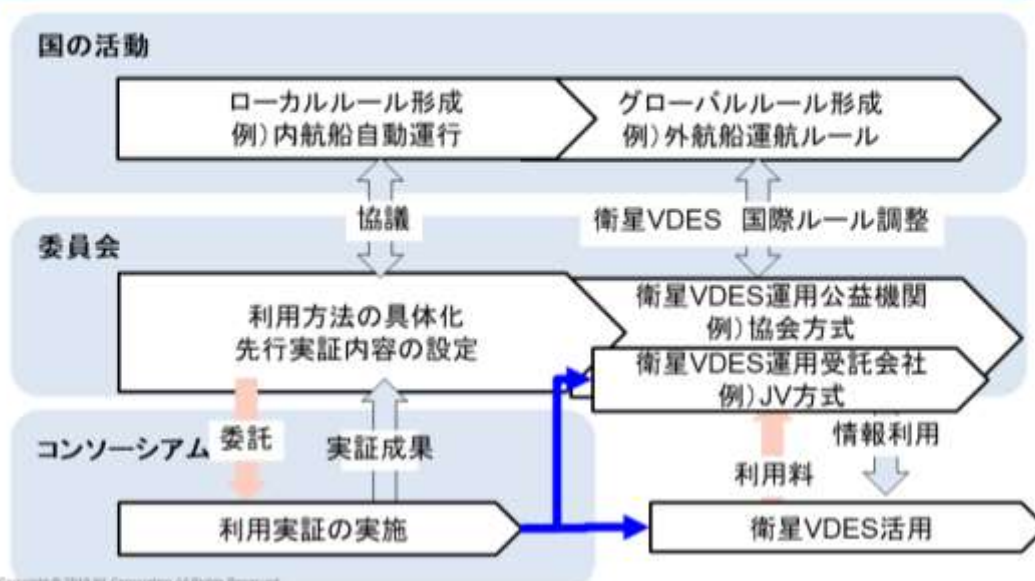 国の活動
ローカルルール形成
例）内航船自動運行
グローバルルール形成
例）外航船運航ルール
協議
衛星VDES 国際ルール調整
委員会
利用方法の具体化
先行実証内容の設定
衛星VDES運用公益機関
例）協会方式
衛星VDES運用受託会社
例）JV方式
委託
実証成果
情報利用
コンソーシアム
利用料
利用実証の実施
衛星VDES活用